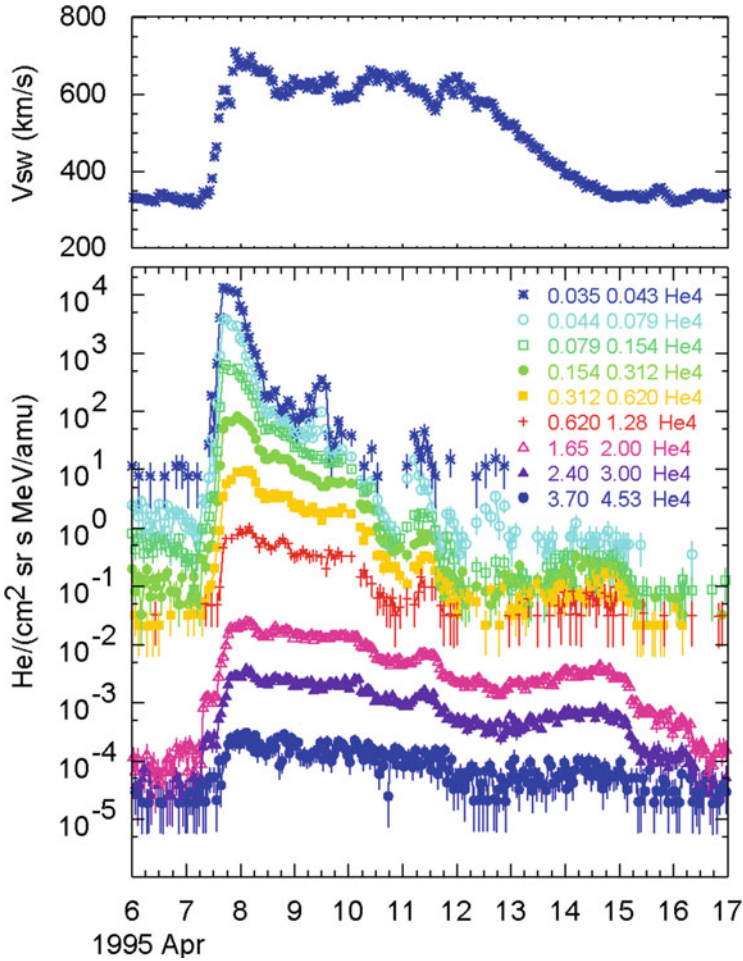 800
600
400
200
Vsw (km/s)
10^4
10^3
10^2
10^1
10^0
10^-1
10^-2
10^-3
10^-4
10^-5
He/(cm^2 sr s MeV/amu)
0.035 0.043 He4
0.044 0.079 He4
0.079 0.154 He4
0.154 0.312 He4
0.312 0.620 He4
0.620 1.28 He4
1.65 2.00 He4
2.40 3.00 He4
3.70 4.53 He4
6 7 8 9 10 11 12 13 14 15 16 17
1995 Apr